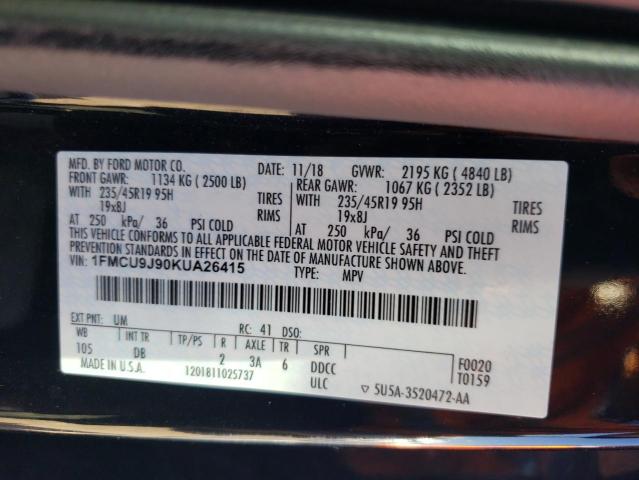 MFD. BY FORD MOTOR CO. DATE: 11/18 GVWR: 2195 KG ( 4840 LB)
FRONT GAWR: 1134 KG ( 2500 LB) REAR GAWR: 1067 KG ( 2352 LB)
WITH 235/45R19 95H TIRES WITH 235/45R19 95H TIRES
19x8J RIMS 19x8J RIMS
AT 250 kPa/ 36 PSI COLD AT 250 kPa/ 36 PSI COLD
THIS VEHICLE CONFORMS TO ALL APPLICABLE FEDERAL MOTOR VEHICLE SAFETY AND THEFT
PREVENTION STANDARDS IN EFFECT ON THE DATE OF MANUFACTURE SHOWN ABOVE.
VIN: 1FMCU9J90KUA26415 TYPE: MPV
EXT PNT: UM RC: 41 DSO:
WB INT TR TP/PS R AXLE TR SPR F0020
105 DB 2 3A 6 DDCC T0159
MADE IN U.S.A. 1201811025737 ULC ▽ 5U5A-3520472-AA